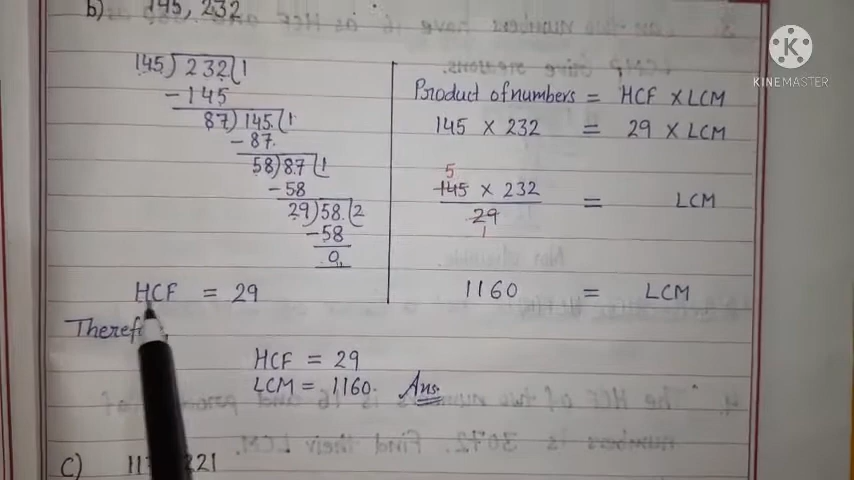 b) 145, 232
145) 232 (1
- 145
87) 145 (1
- 87
58) 87 (1
- 58
29) 58 (2
- 58
0
HCF = 29
Product of numbers = HCF X LCM
145 X 232 = 29 X LCM
5
145 X 232 = LCM
29
1
1160 = LCM
HCF = 29
LCM = 1160. Ans.
c)
KINEMASTER